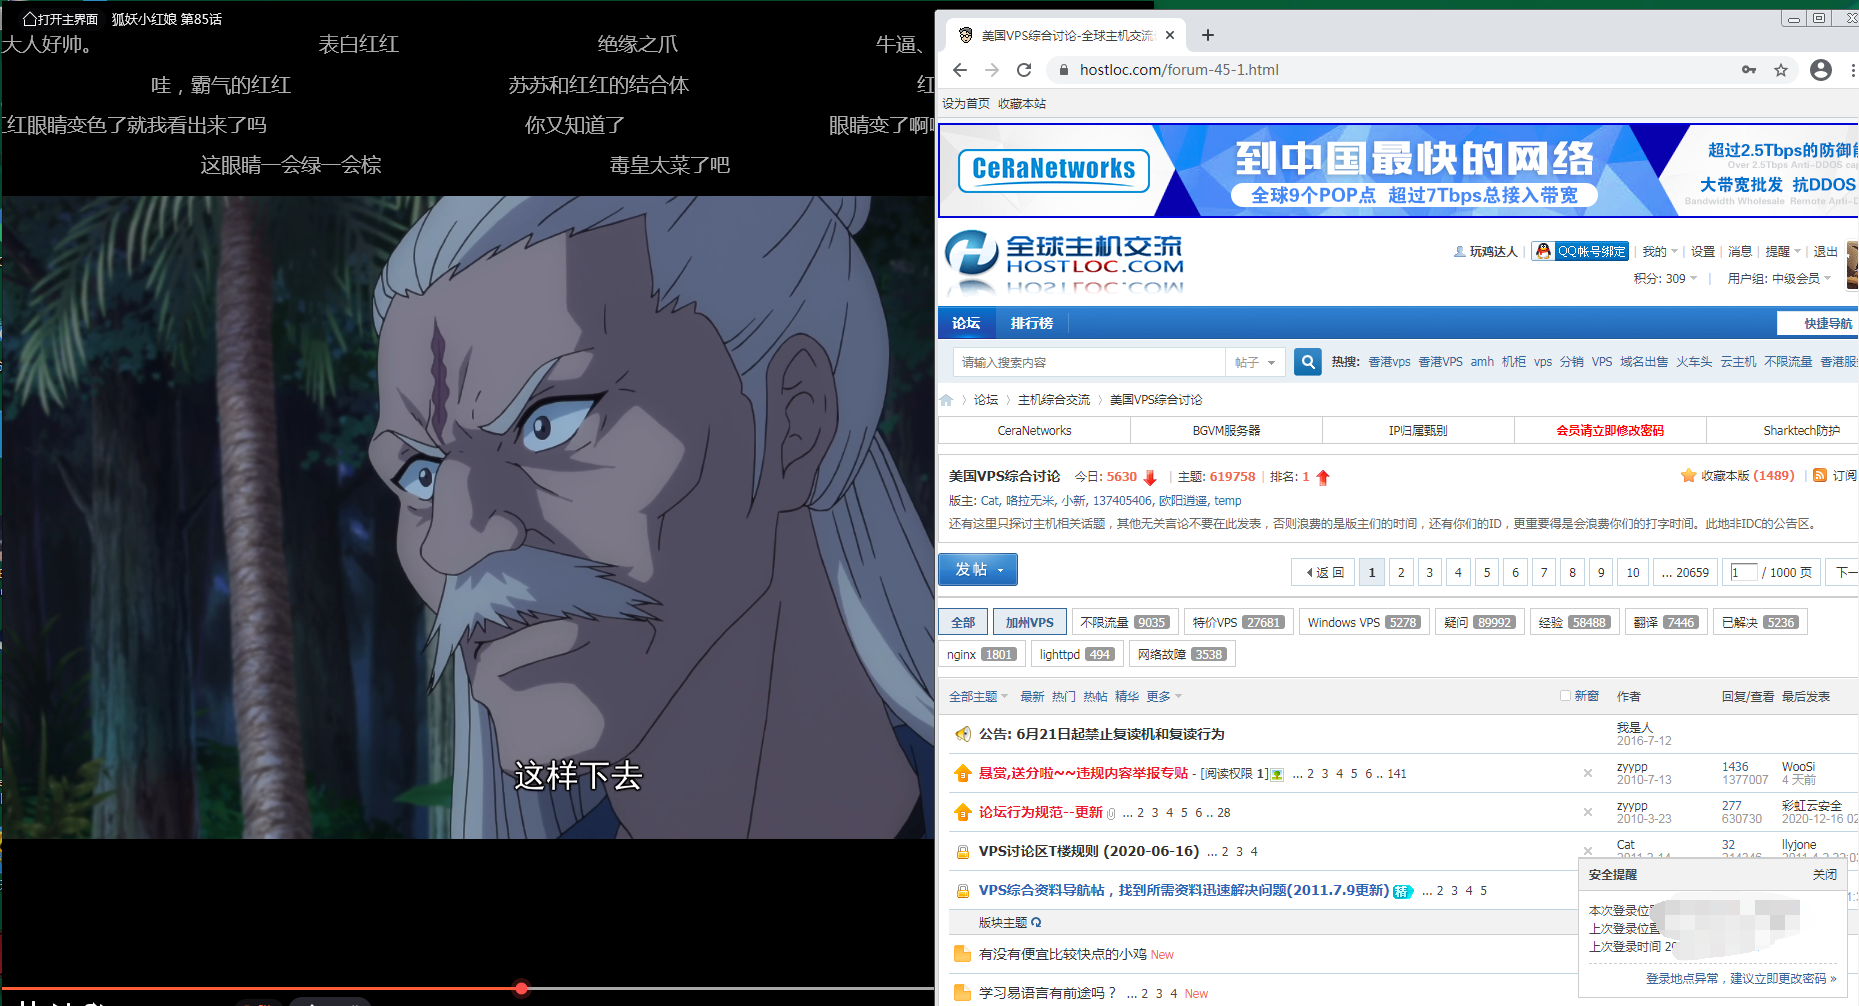 打开主界面 狐妖小红娘 第85话
大人好帅。 表白红红 绝缘之爪 牛逼、
哇，霸气的红红 苏苏和红红的结合体 红
红眼睛变色了就我看出来了吗 你又知道了 眼睛变了啊
这眼睛一会绿一会棕 毒皇太菜了吧
这样下去
美国VPS综合讨论-全球主机交流
hostloc.com/forum-45-1.html
设为首页 收藏本站
CeRaNetworks
到中国最快的网络
全球9个POP点 超过7Tbps总接入带宽
超过2.5Tbps的防御
Over 2.5Tbps Anti-DDOS
大带宽批发 抗DDOS
Bandwidth Wholesale Remote Anti-D
全球主机交流
HOSTLOC.COM
玩鸡达人 | QQ帐号绑定 | 我的 | 设置 | 消息 | 提醒 | 退出
积分: 309 | 用户组: 中级会员
论坛 排行榜 快捷导航
请输入搜索内容 帖子 热搜: 香港vps 香港VPS amh 机柜 vps 分销 VPS 域名出售 火车头 云主机 不限流量 香港服
论坛 › 主机综合交流 › 美国VPS综合讨论
CeraNetworks BGVM服务器 IP归属甄别 会员请立即修改密码 Sharktech防护
美国VPS综合讨论 今日: 5630 | 主题: 619758 | 排名: 1 收藏本版 (1489) | 订阅
版主: Cat, 咯拉无米, 小新, 137405406, 欧阳逍遥, temp
还有这里只探讨主机相关话题，其他无关言论不要在此发表，否则浪费的是版主们的时间，还有你们的ID，更重要得是会浪费你们的打字时间。此地非IDC的公告区。
发帖 返回 1 2 3 4 5 6 7 8 9 10 ... 20659 1 / 1000 页 下一
全部 加州VPS 不限流量 9035 特价VPS 27681 Windows VPS 5278 疑问 89992 经验 58488 翻译 7446 已解决 5236
nginx 1801 lighttpd 494 网络故障 3538
全部主题 最新 热门 热帖 精华 更多 新窗 作者 回复/查看 最后发表
公告: 6月21日起禁止复读机和复读行为 我是人
2016-7-12
悬赏,送分啦~~违规内容举报专贴 - [阅读权限 1] ... 2 3 4 5 6 .. 141 zyypp 1436 WooSi
2010-7-13 1377007 4 天前
论坛行为规范--更新 ... 2 3 4 5 6 .. 28 zyypp 277 彩虹云安全
2010-3-23 630730 2020-12-16 02
VPS讨论区T楼规则 (2020-06-16) ... 2 3 4 Cat 32 llyjone
VPS综合资料导航帖，找到所需资料迅速解决问题(2011.7.9更新) 精 ... 2 3 4 5
版块主题
有没有便宜比较快点的小鸡 New
学习易语言有前途吗？ ... 2 3 4 New
安全提醒 关闭
本次登录位
上次登录位置
上次登录时间 20
登录地点异常，建议立即更改密码 »